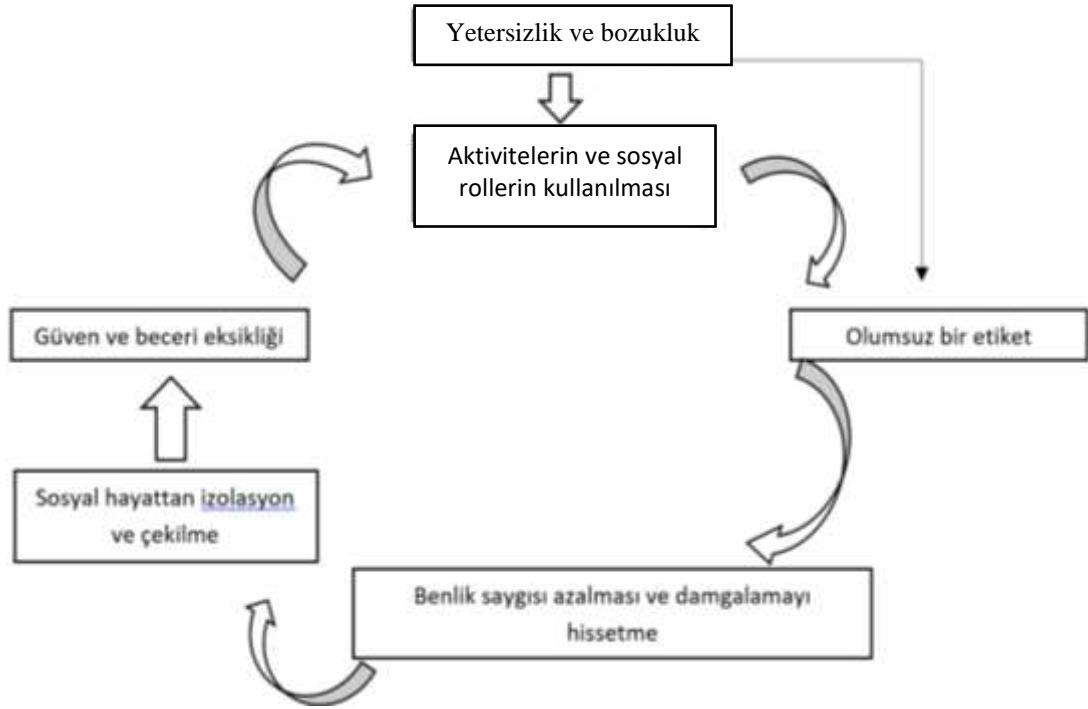 Yetersizlik ve bozukluk
Aktivitelerin ve sosyal
rollerin kullanılması
Güven ve beceri eksikliği
Olumsuz bir etiket
Sosyal hayattan izolasyon
ve çekilme
Benlik saygısı azalması ve damgalamayı
hissetme